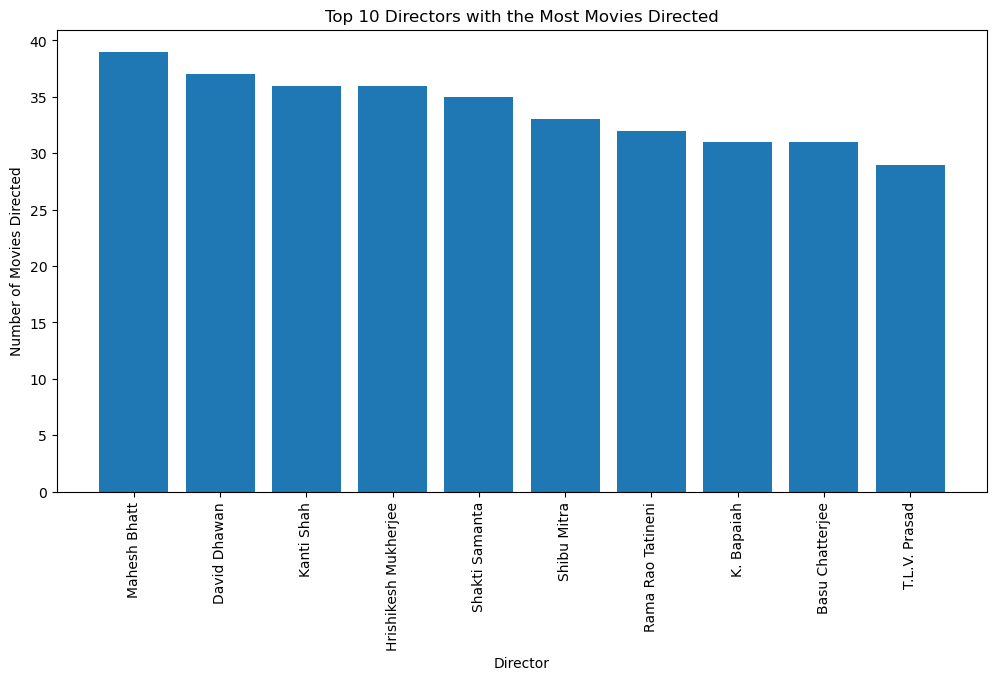 Top 10 Directors with the Most Movies Directed
Number of Movies Directed
40
35
30
25
20
15
10
5
0
Mahesh Bhatt
David Dhawan
Kanti Shah
Hrishikesh Mukherjee
Shakti Samanta
Shibu Mitra
Rama Rao Tatineni
K. Bapaiah
Basu Chatterjee
T.L.V. Prasad
Director